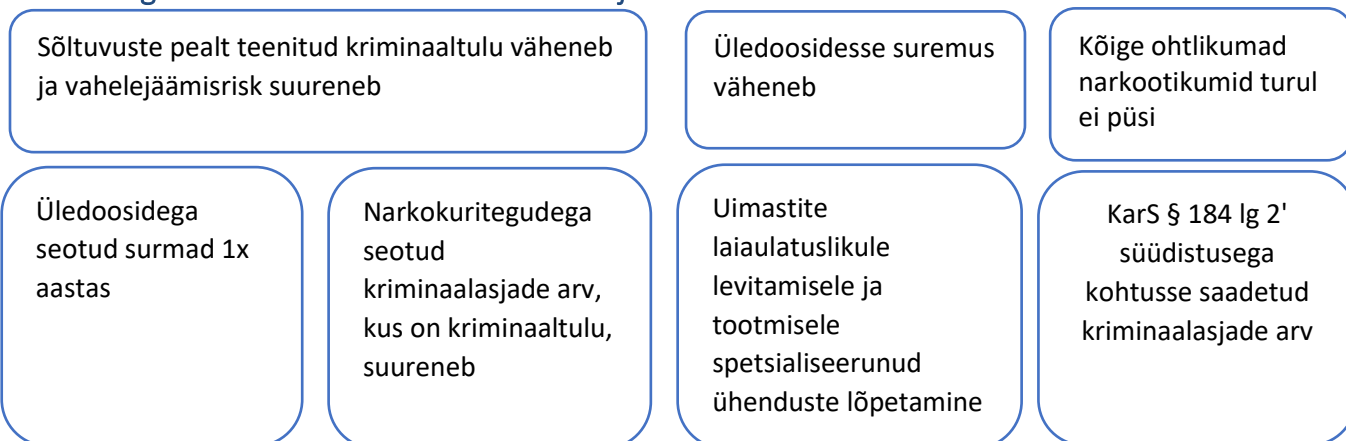 Sõltuvuste pealt teenitud kriminaaltulu väheneb
ja vahelejäämisrisk suureneb
Üledoosidesse suremus
väheneb
Kõige ohtlikumad
narkootikumid turul
ei püsi
Üledoosidega
seotud surmad 1x
aastas
Narkokuritegudega
seotud
kriminaalasjade arv,
kus on kriminaaltulu,
suureneb
Uimastite
laiaulatuslikule
levitamisele ja
tootmisele
spetsialiseerunud
ühenduste lõpetamine
KarS § 184 lg 2'
süüdistusega
kohtusse saadetud
kriminaalasjade arv